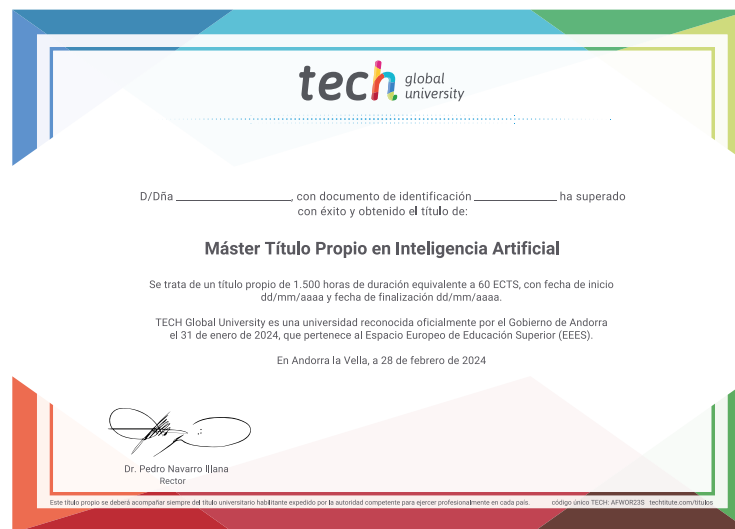 tech global university
D/Dña ____________, con documento de identificación ____________ ha superado
con éxito y obtenido el título de:
Máster Título Propio en Inteligencia Artificial
Se trata de un título propio de 1.500 horas de duración equivalente a 60 ECTS, con fecha de inicio
dd/mm/aaaa y fecha de finalización dd/mm/aaaa.
TECH Global University es una universidad reconocida oficialmente por el Gobierno de Andorra
el 31 de enero de 2024, que pertenece al Espacio Europeo de Educación Superior (EEES).
En Andorra la Vella, a 28 de febrero de 2024
Dr. Pedro Navarro Illana
Rector
Este título propio se deberá acompañar siempre del título universitario habilitante expedido por la autoridad competente para ejercer profesionalmente en cada país. código único TECH: AFWOR23S techtitute.com/titulos